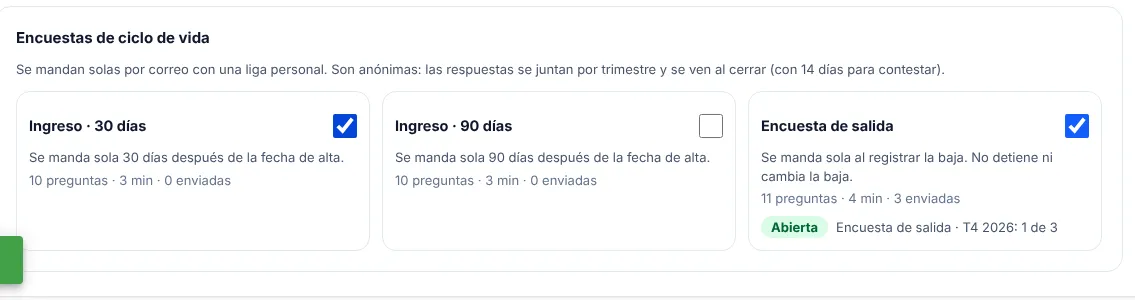 Encuestas de ciclo de vida
Se mandan solas por correo con una liga personal. Son anónimas: las respuestas se juntan por trimestre y se ven al cerrar (con 14 días para contestar).
Ingreso · 30 días
Se manda sola 30 días después de la fecha de alta.
10 preguntas · 3 min · 0 enviadas
Ingreso · 90 días
Se manda sola 90 días después de la fecha de alta.
10 preguntas · 3 min · 0 enviadas
Encuesta de salida
Se manda sola al registrar la baja. No detiene ni
cambia la baja.
11 preguntas · 4 min · 3 enviadas
Abierta Encuesta de salida · T4 2026: 1 de 3